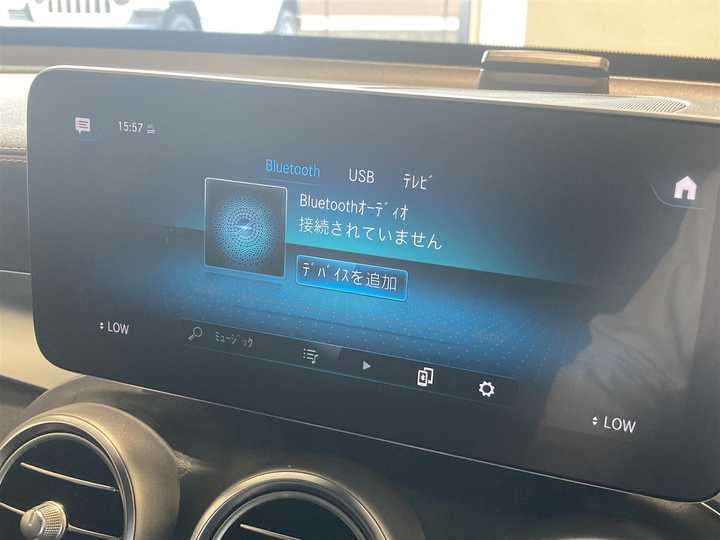 15:57
Bluetooth USB ﾃﾚﾋﾞ
Bluetoothｵｰﾃﾞｨｵ
接続されていません
ﾃﾞﾊﾞｲｽを追加
LOW
ﾐｭｰｼﾞｯｸ
LOW